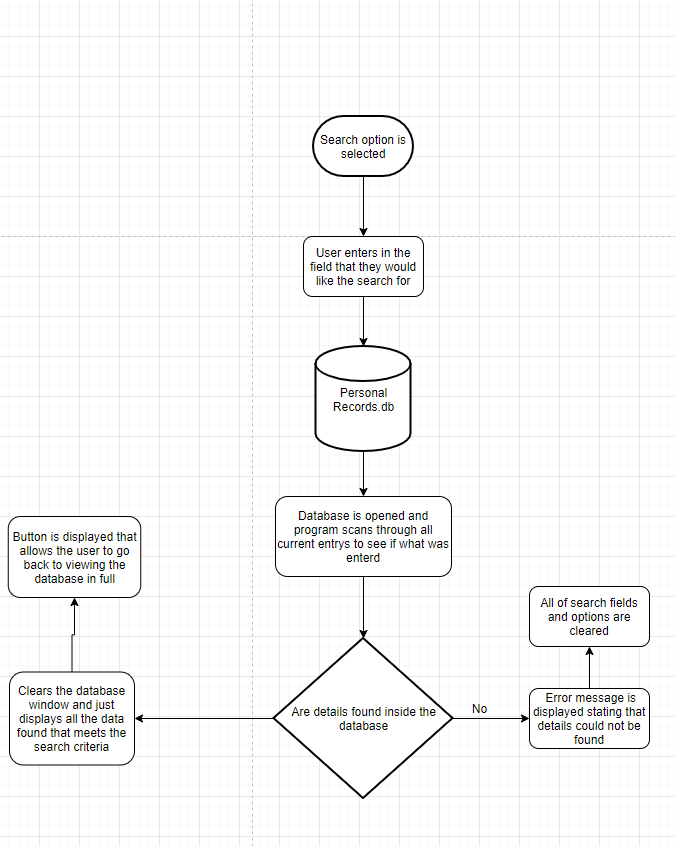 Search option is
selected
User enters in the
field that they would
like the search for
Personal
Records.db
Database is opened and
program scans through all
current entrys to see if what was
enterd
Button is displayed that
allows the user to go
back to viewing the
database in full
All of search fields
and options are
cleared
Clears the database
window and just
displays all the data
found that meets the
search criteria
Are details found inside the
database
No
Error message is
displayed stating that
details could not be
found